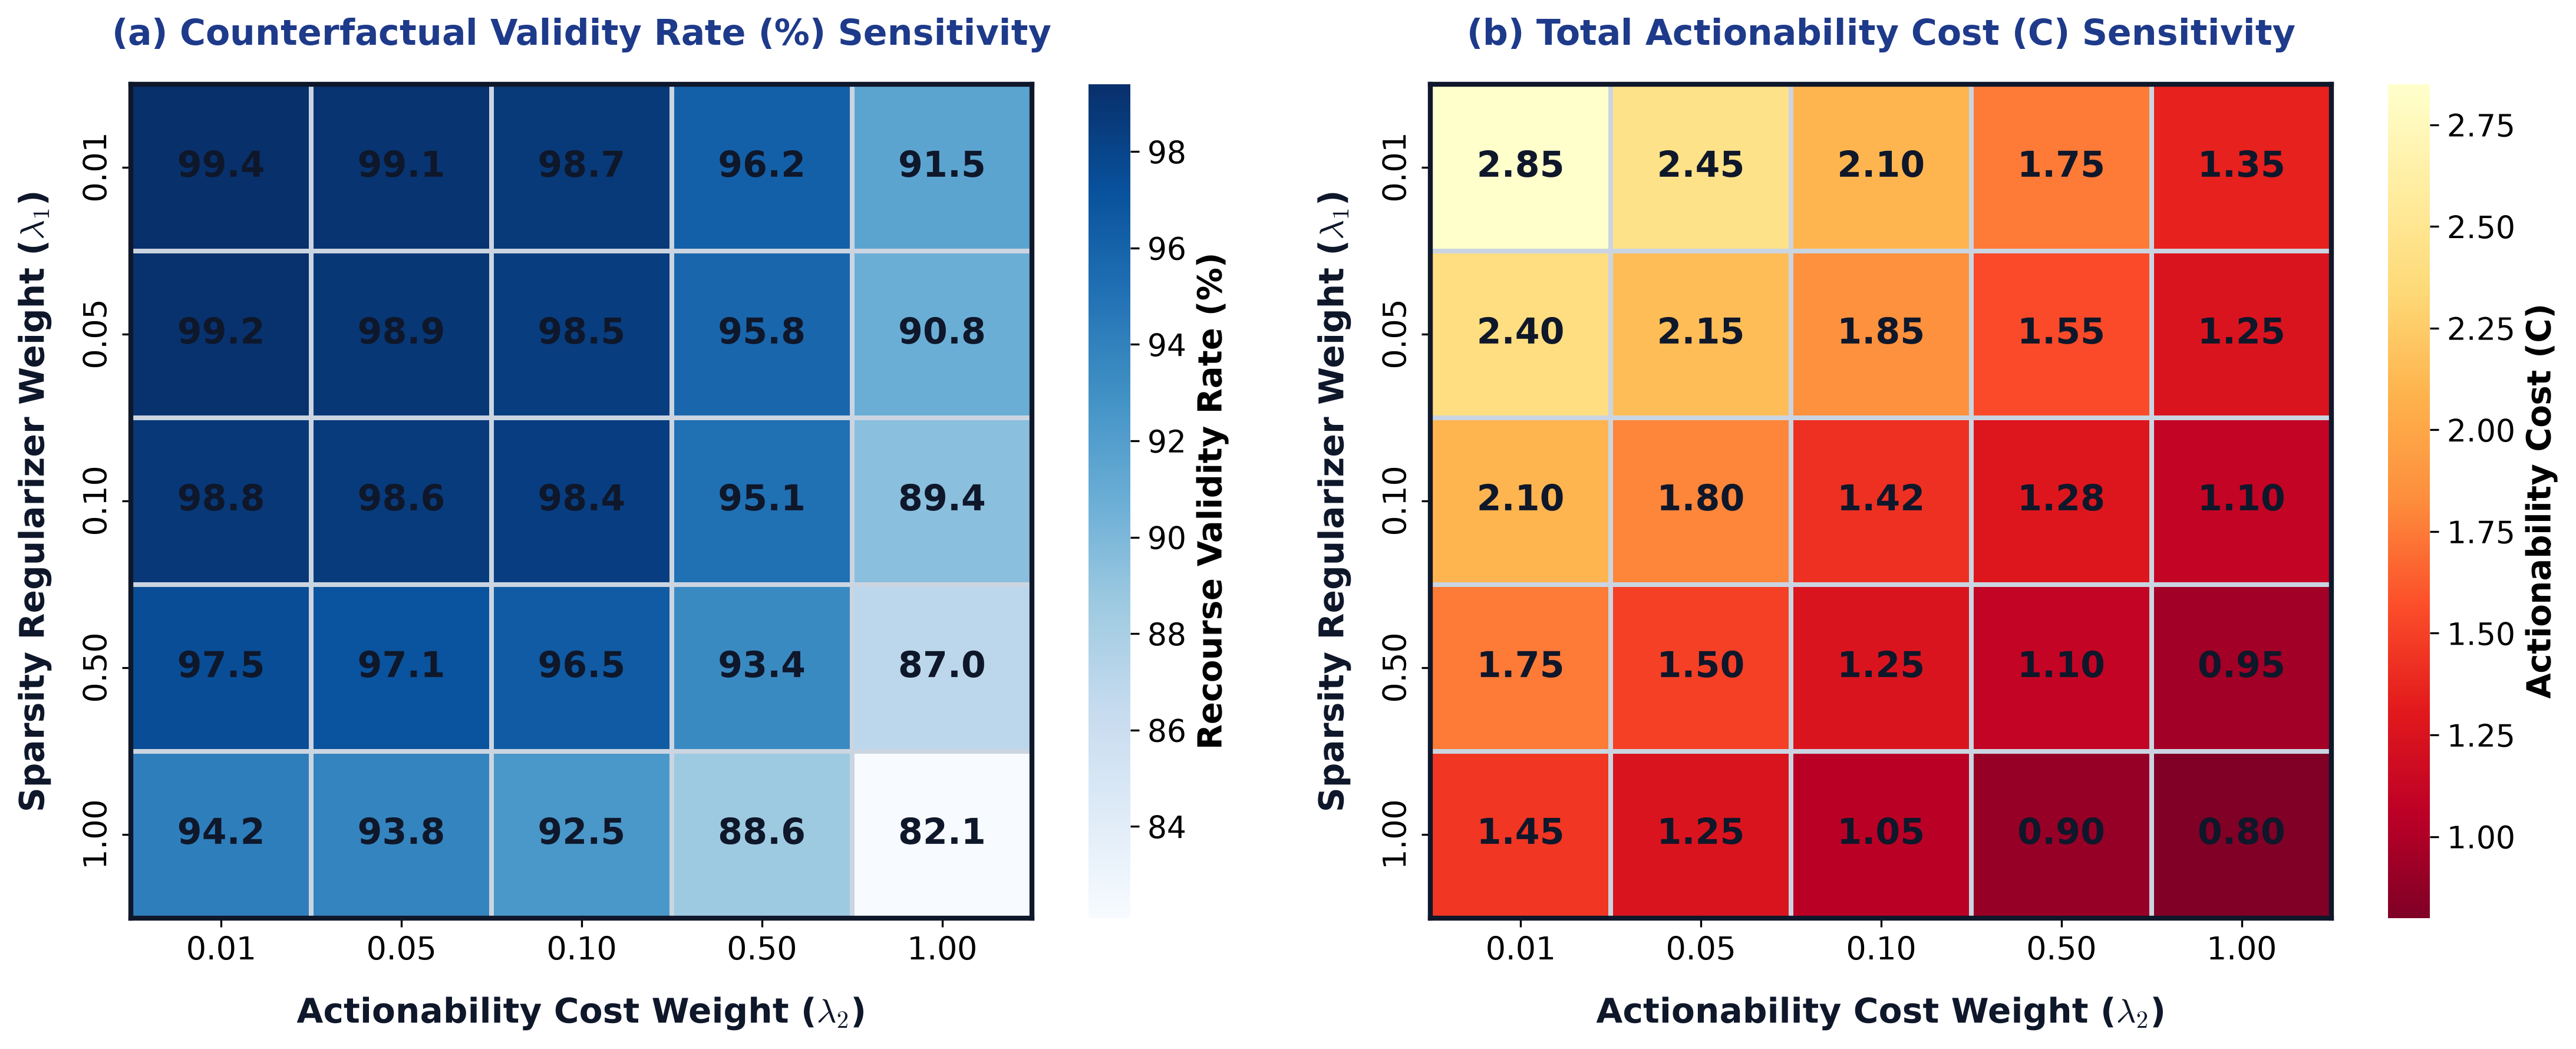 (a) Counterfactual Validity Rate (%) Sensitivity
Sparsity Regularizer Weight (λ₁)
0.01
99.4 99.1 98.7 96.2 91.5
0.05
99.2 98.9 98.5 95.8 90.8
0.10
98.8 98.6 98.4 95.1 89.4
0.50
97.5 97.1 96.5 93.4 87.0
1.00
94.2 93.8 92.5 88.6 82.1
0.01 0.05 0.10 0.50 1.00
Actionability Cost Weight (λ₂)
98
96
94
92
90
88
86
84
Recourse Validity Rate (%)
(b) Total Actionability Cost (C) Sensitivity
Sparsity Regularizer Weight (λ₁)
0.01
2.85 2.45 2.10 1.75 1.35
0.05
2.40 2.15 1.85 1.55 1.25
0.10
2.10 1.80 1.42 1.28 1.10
0.50
1.75 1.50 1.25 1.10 0.95
1.00
1.45 1.25 1.05 0.90 0.80
0.01 0.05 0.10 0.50 1.00
Actionability Cost Weight (λ₂)
2.75
2.50
2.25
2.00
1.75
1.50
1.25
1.00
Actionability Cost (C)